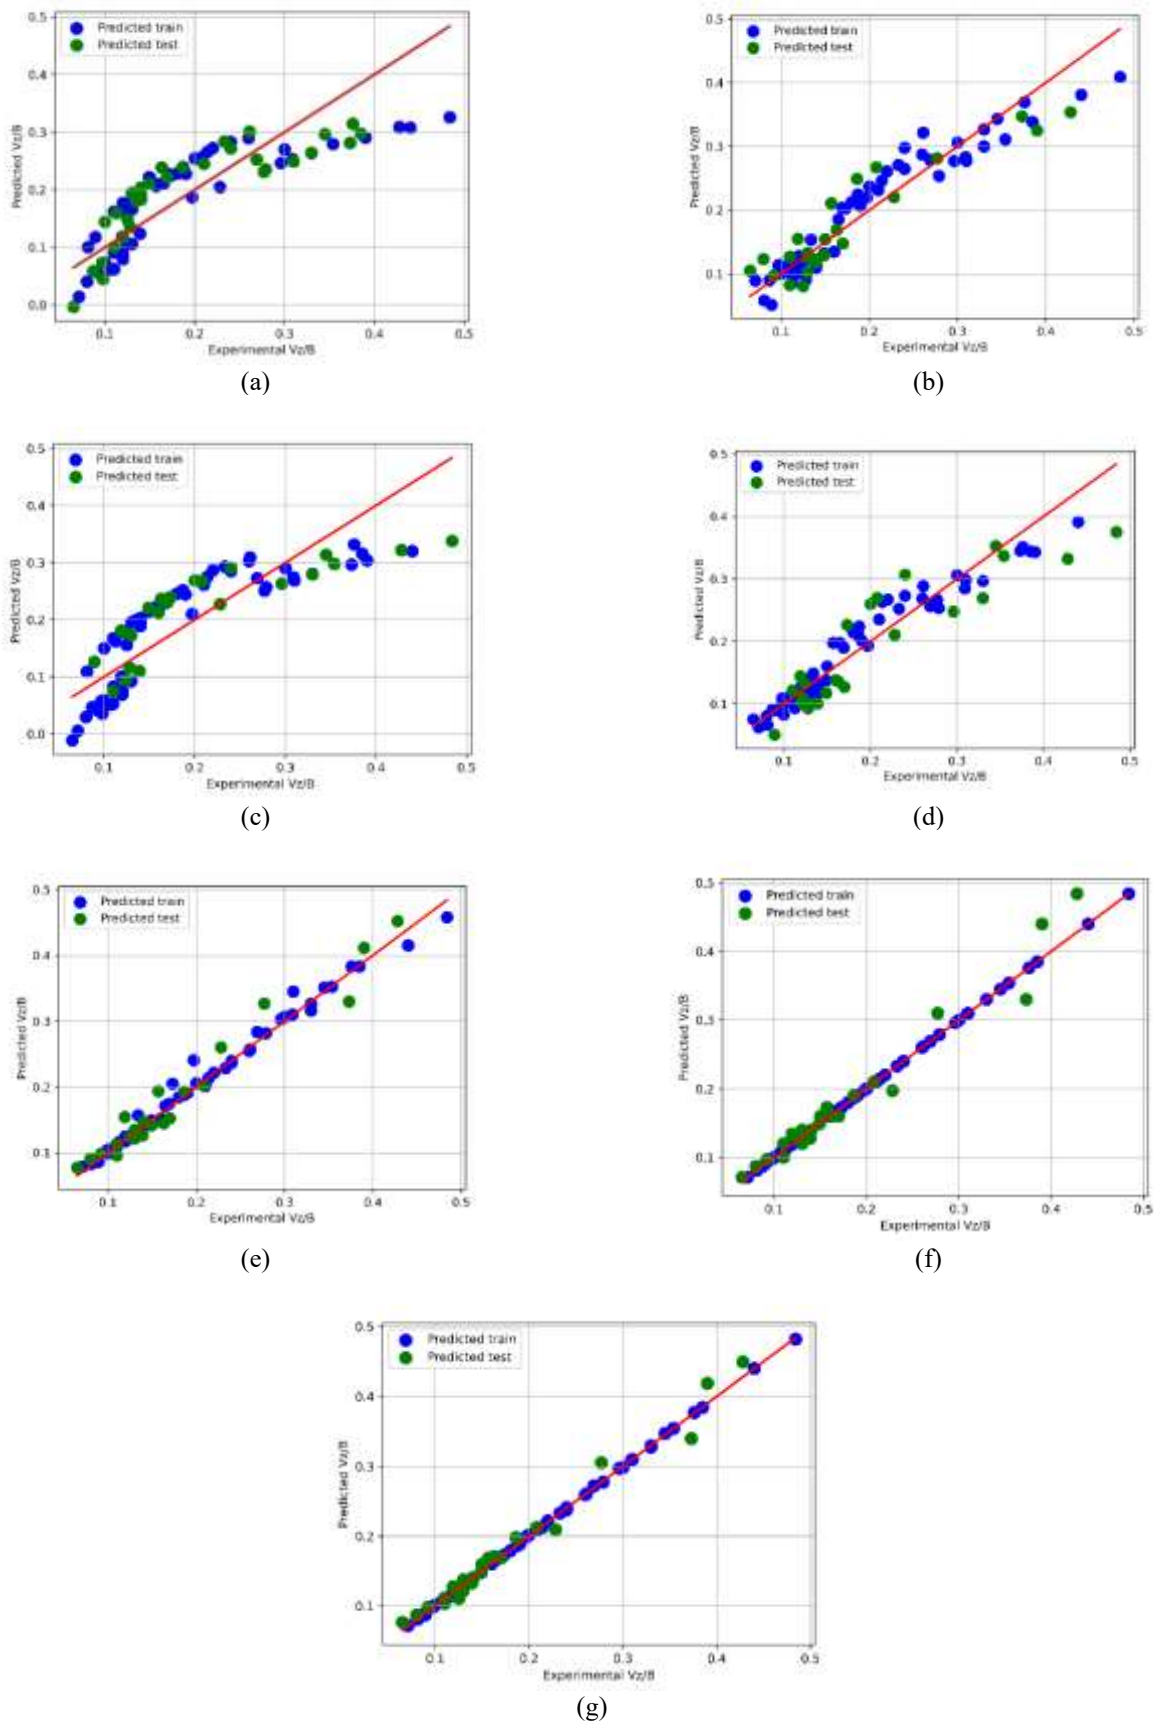 0.5
Predicted train
Predicted test
0.4
0.3
0.2
0.1
0.0
Predicted Vz/B
0.1 0.2 0.3 0.4 0.5
Experimental Vz/B
(a)
0.5
Predicted train
Predicted test
0.4
0.3
0.2
0.1
Predicted Vz/B
0.1 0.2 0.3 0.4 0.5
Experimental Vz/B
(b)
0.5
Predicted train
Predicted test
0.4
0.3
0.2
0.1
0.0
Predicted Vz/B
0.1 0.2 0.3 0.4 0.5
Experimental Vz/B
(c)
0.5
Predicted train
Predicted test
0.4
0.3
0.2
0.1
Predicted Vz/B
0.1 0.2 0.3 0.4 0.5
Experimental Vz/B
(d)
0.5
Predicted train
Predicted test
0.4
0.3
0.2
0.1
Predicted Vz/B
0.1 0.2 0.3 0.4 0.5
Experimental Vz/B
(e)
0.5
Predicted train
Predicted test
0.4
0.3
0.2
0.1
Predicted Vz/B
0.1 0.2 0.3 0.4 0.5
Experimental Vz/B
(f)
0.5
Predicted train
Predicted test
0.4
0.3
0.2
0.1
Predicted Vz/B
0.1 0.2 0.3 0.4 0.5
Experimental Vz/B
(g)